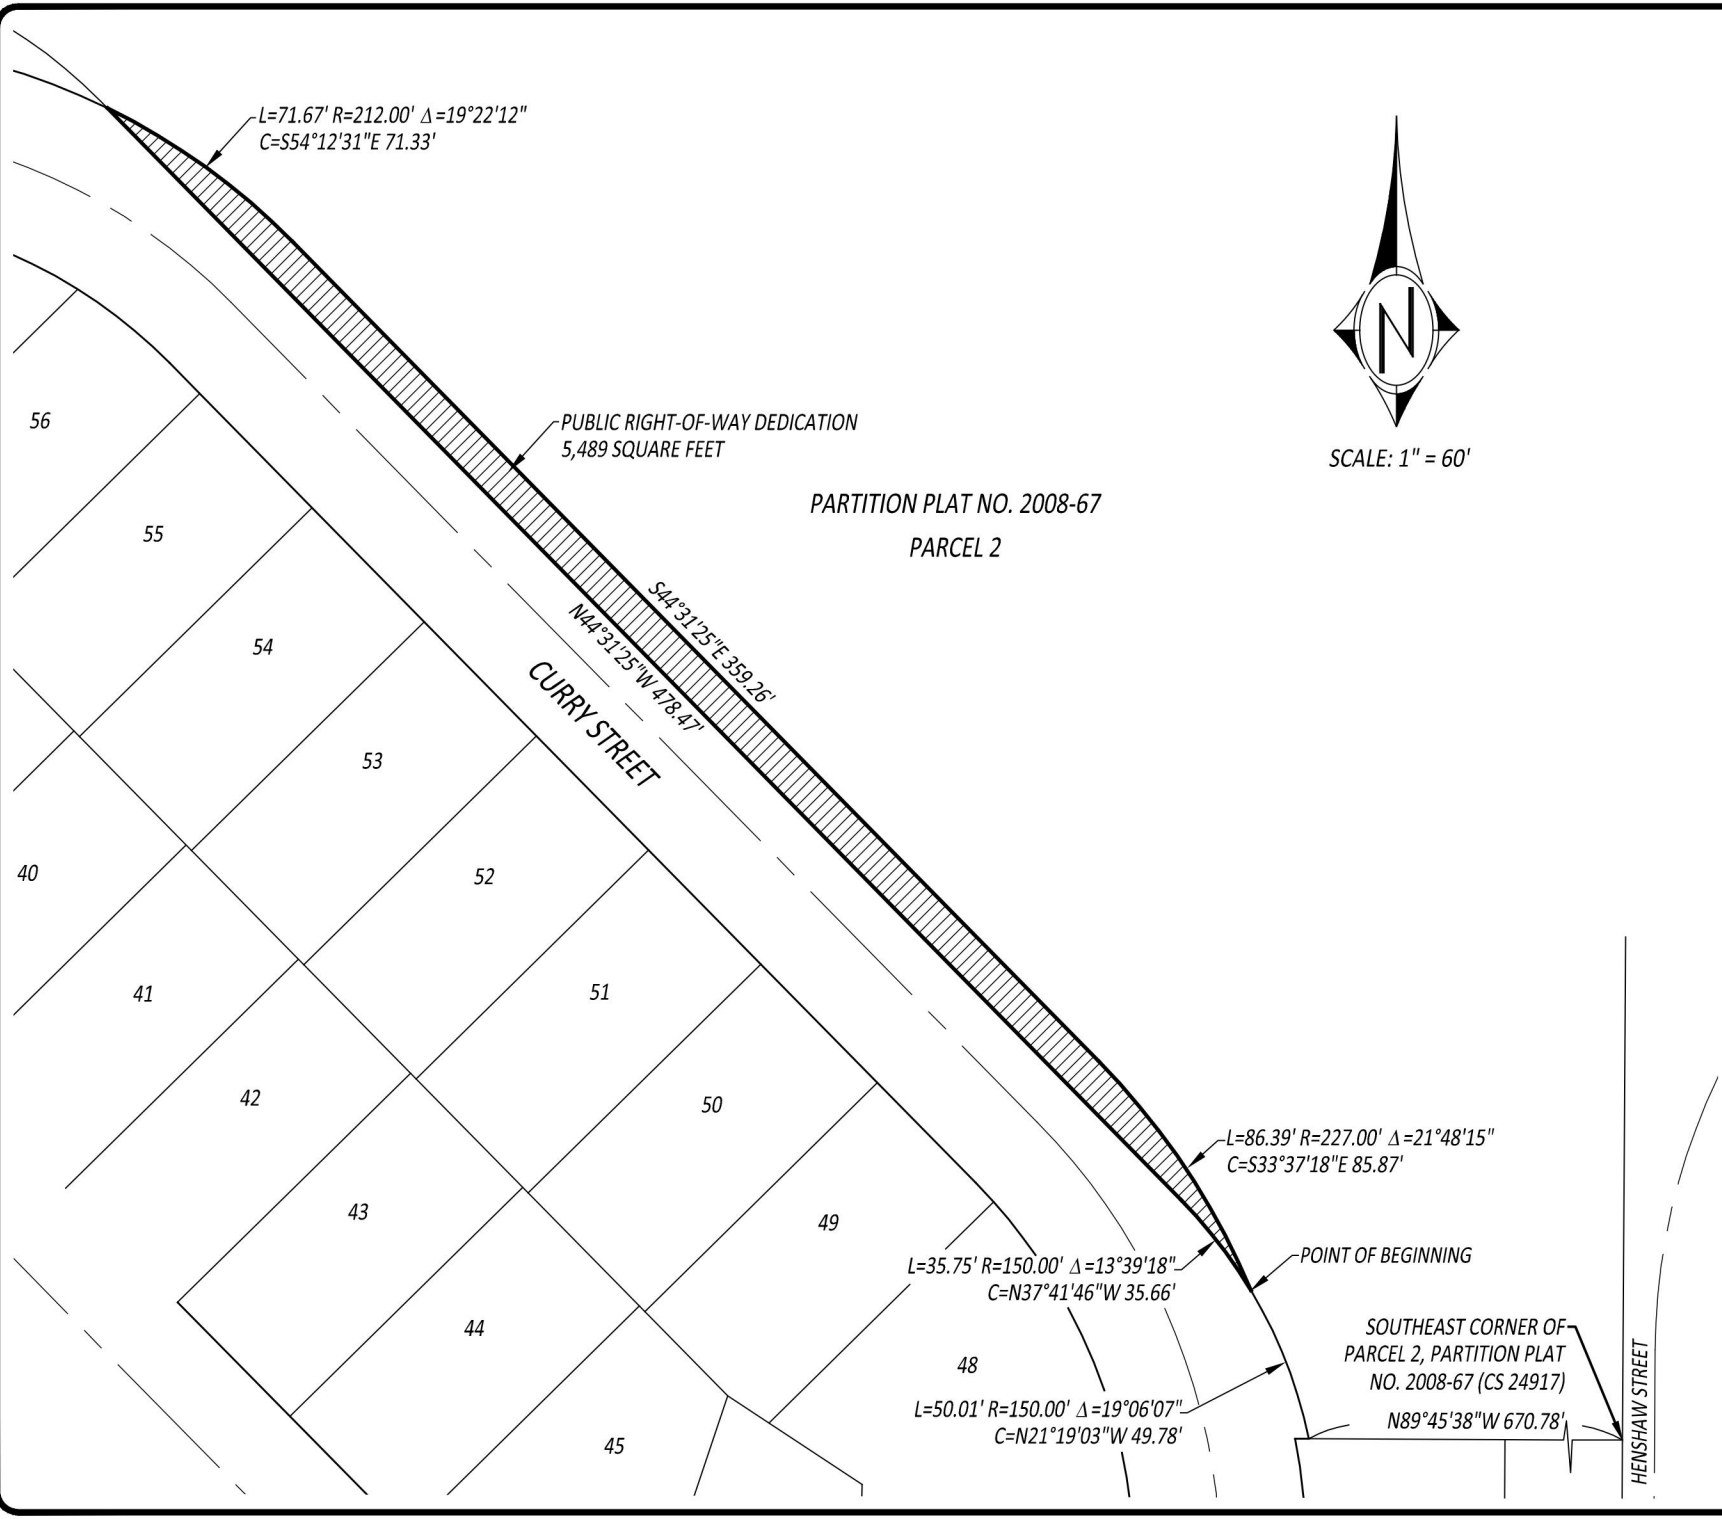 L=71.67' R=212.00' Δ=19°22'12"
C=S54°12'31"E 71.33'
N
SCALE: 1" = 60'
PUBLIC RIGHT-OF-WAY DEDICATION
5,489 SQUARE FEET
PARTITION PLAT NO. 2008-67
PARCEL 2
S44°31'25"E 359.26'
N44°31'25"W 478.47'
CURRY STREET
56
55
54
53
52
51
50
49
48
40
41
42
43
44
45
L=86.39' R=227.00' Δ=21°48'15"
C=S33°37'18"E 85.87'
L=35.75' R=150.00' Δ=13°39'18"
C=N37°41'46"W 35.66'
POINT OF BEGINNING
SOUTHEAST CORNER OF
PARCEL 2, PARTITION PLAT
NO. 2008-67 (CS 24917)
L=50.01' R=150.00' Δ=19°06'07"
C=N21°19'03"W 49.78'
N89°45'38"W 670.78'
HENSHAW STREET